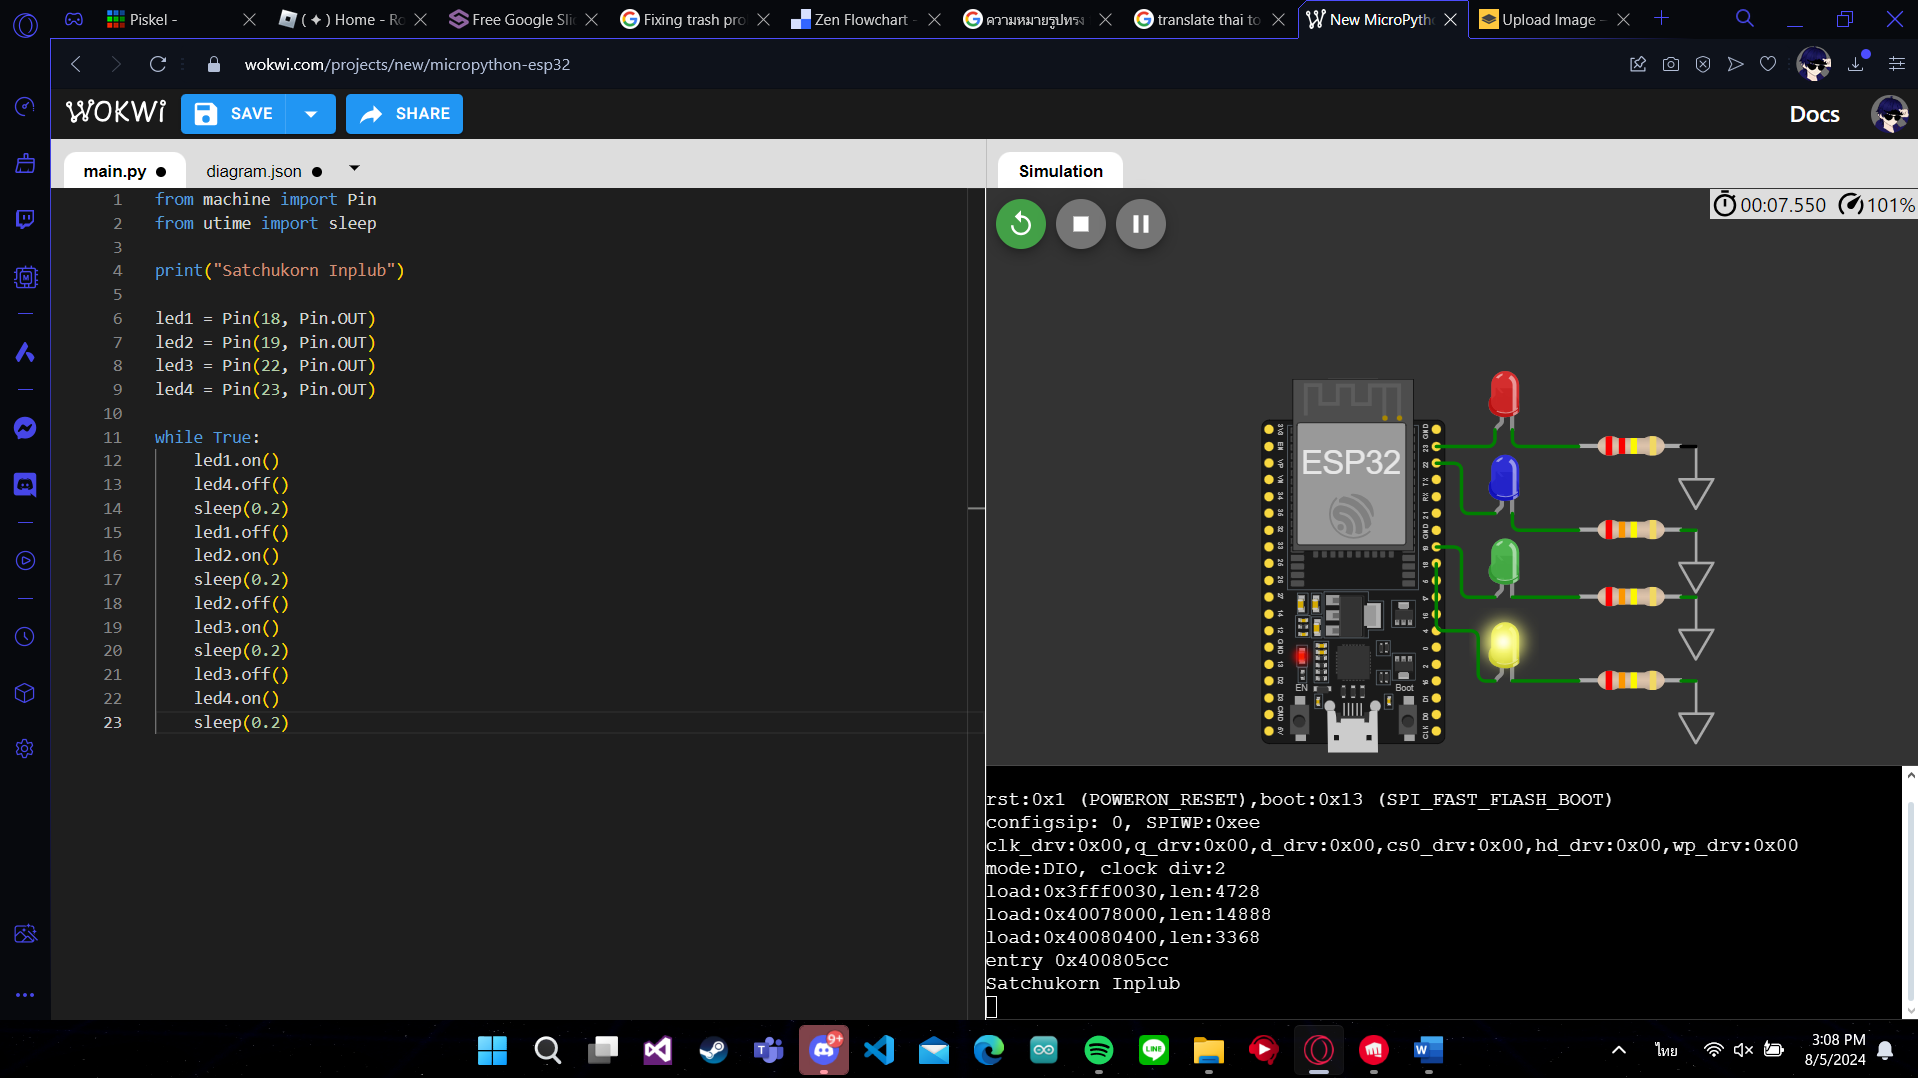 Piskel -
( ✦ ) Home - Ro
Free Google Slid
Fixing trash pro
Zen Flowchart -
ความหมายรูปทรง
translate thai to
New MicroPytho
Upload Image -
wokwi.com/projects/new/micropython-esp32
WOKWi
SAVE
SHARE
Docs
main.py ●
diagram.json ●
Simulation
1 from machine import Pin
2 from utime import sleep
3
4 print("Satchukorn Inplub")
5
6 led1 = Pin(18, Pin.OUT)
7 led2 = Pin(19, Pin.OUT)
8 led3 = Pin(22, Pin.OUT)
9 led4 = Pin(23, Pin.OUT)
10
11 while True:
12 led1.on()
13 led4.off()
14 sleep(0.2)
15 led1.off()
16 led2.on()
17 sleep(0.2)
18 led2.off()
19 led3.on()
20 sleep(0.2)
21 led3.off()
22 led4.on()
23 sleep(0.2)
00:07.550
101%
ESP32
EN
Boot
rst:0x1 (POWERON_RESET),boot:0x13 (SPI_FAST_FLASH_BOOT)
configsip: 0, SPIWP:0xee
clk_drv:0x00,q_drv:0x00,d_drv:0x00,cs0_drv:0x00,hd_drv:0x00,wp_drv:0x00
mode:DIO, clock div:2
load:0x3fff0030,len:4728
load:0x40078000,len:14888
load:0x40080400,len:3368
entry 0x400805cc
Satchukorn Inplub
9+
ไทย
3:08 PM
8/5/2024